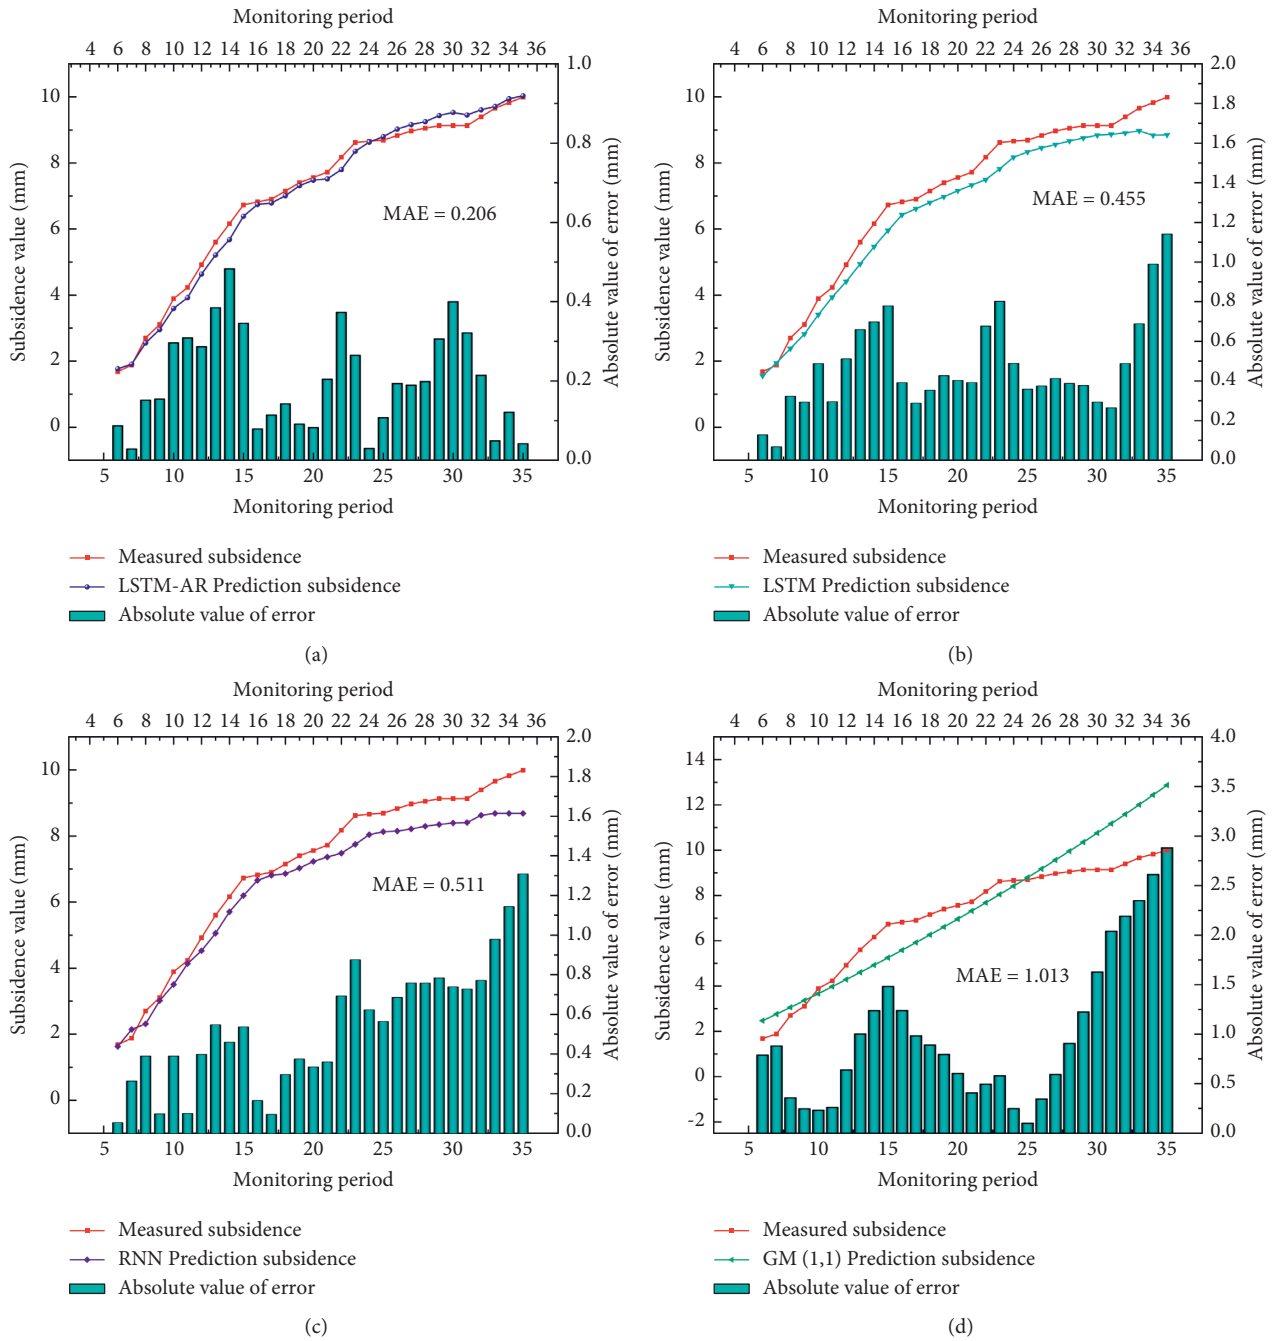 Monitoring period
4 6 8 10 12 14 16 18 20 22 24 26 28 30 32 34 36
Subsidence value (mm)
10
8
6
4
2
0
MAE = 0.206
1.0
0.8
0.6
0.4
0.2
0.0
Absolute value of error (mm)
5 10 15 20 25 30 35
Monitoring period
Measured subsidence
LSTM-AR Prediction subsidence
Absolute value of error
(a)
Monitoring period
4 6 8 10 12 14 16 18 20 22 24 26 28 30 32 34 36
Subsidence value (mm)
10
8
6
4
2
0
MAE = 0.455
2.0
1.8
1.6
1.4
1.2
1.0
0.8
0.6
0.4
0.2
0.0
Absolute value of error (mm)
5 10 15 20 25 30 35
Monitoring period
Measured subsidence
LSTM Prediction subsidence
Absolute value of error
(b)
Monitoring period
4 6 8 10 12 14 16 18 20 22 24 26 28 30 32 34 36
Subsidence value (mm)
10
8
6
4
2
0
MAE = 0.511
2.0
1.8
1.6
1.4
1.2
1.0
0.8
0.6
0.4
0.2
0.0
Absolute value of error (mm)
5 10 15 20 25 30 35
Monitoring period
Measured subsidence
RNN Prediction subsidence
Absolute value of error
(c)
Monitoring period
4 6 8 10 12 14 16 18 20 22 24 26 28 30 32 34 36
Subsidence value (mm)
14
12
10
8
6
4
2
0
-2
MAE = 1.013
4.0
3.5
3.0
2.5
2.0
1.5
1.0
0.5
0.0
Absolute value of error (mm)
5 10 15 20 25 30 35
Monitoring period
Measured subsidence
GM (1,1) Prediction subsidence
Absolute value of error
(d)